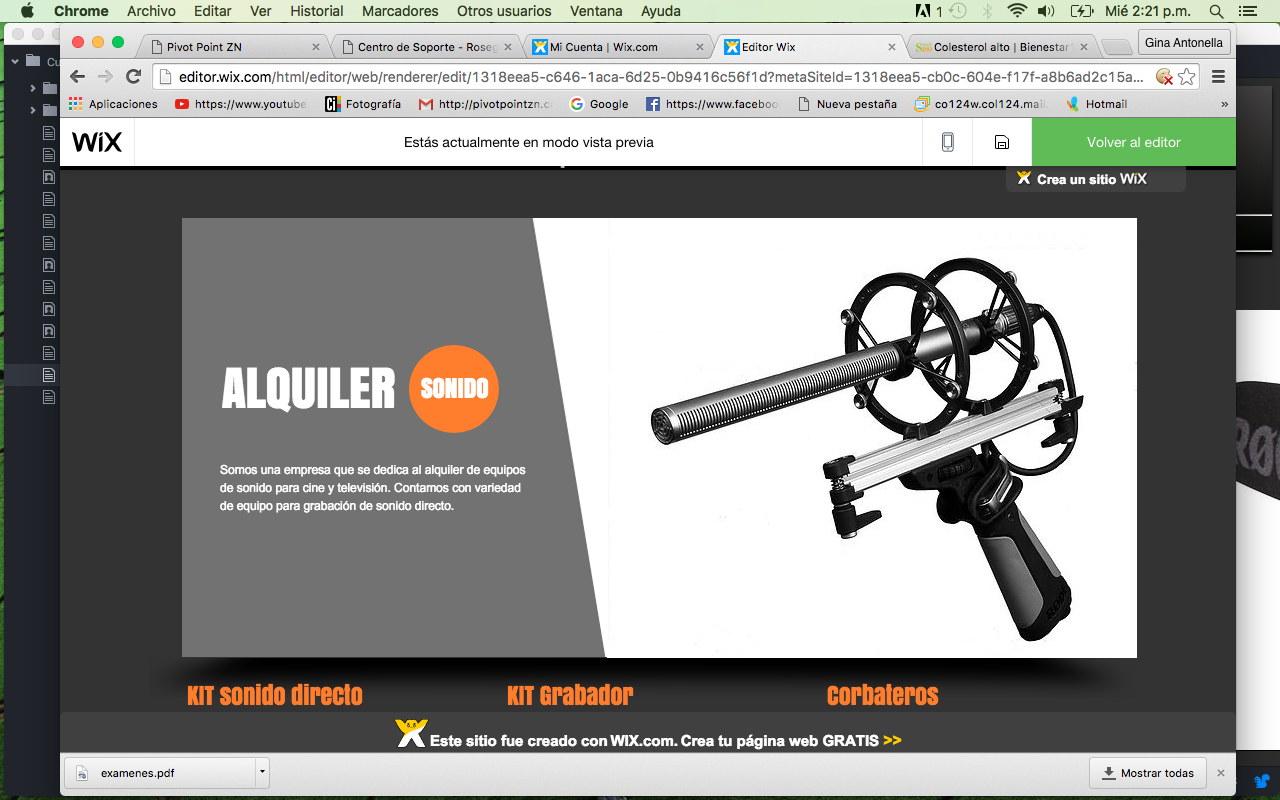 Chrome Archivo Editar Ver Historial Marcadores Otros usuarios Ventana Ayuda 1 Mié 2:21 p.m.
Pivot Point ZN Centro de Soporte - Roseg Mi Cuenta | Wix.com Editor Wix Colesterol alto | Bienestar Gina Antonella
Cu
editor.wix.com/html/editor/web/renderer/edit/1318eea5-c646-1aca-6d25-0b9416c56f1d?metaSiteId=1318eea5-cb0c-604e-f17f-a8b6ad2c15a...
Aplicaciones https://www.youtube Fotografía http://pivotpointzn.c Google https://www.faceboo Nueva pestaña co124w.col124.mail. Hotmail »
WiX Estás actualmente en modo vista previa Volver al editor
Crea un sitio WiX
ALQUILER SONIDO
Somos una empresa que se dedica al alquiler de equipos
de sonido para cine y televisión. Contamos con variedad
de equipo para grabación de sonido directo.
KIT sonido directo KIT Grabador Corbateros
Este sitio fue creado con WIX.com. Crea tu página web GRATIS >>
examenes.pdf Mostrar todas